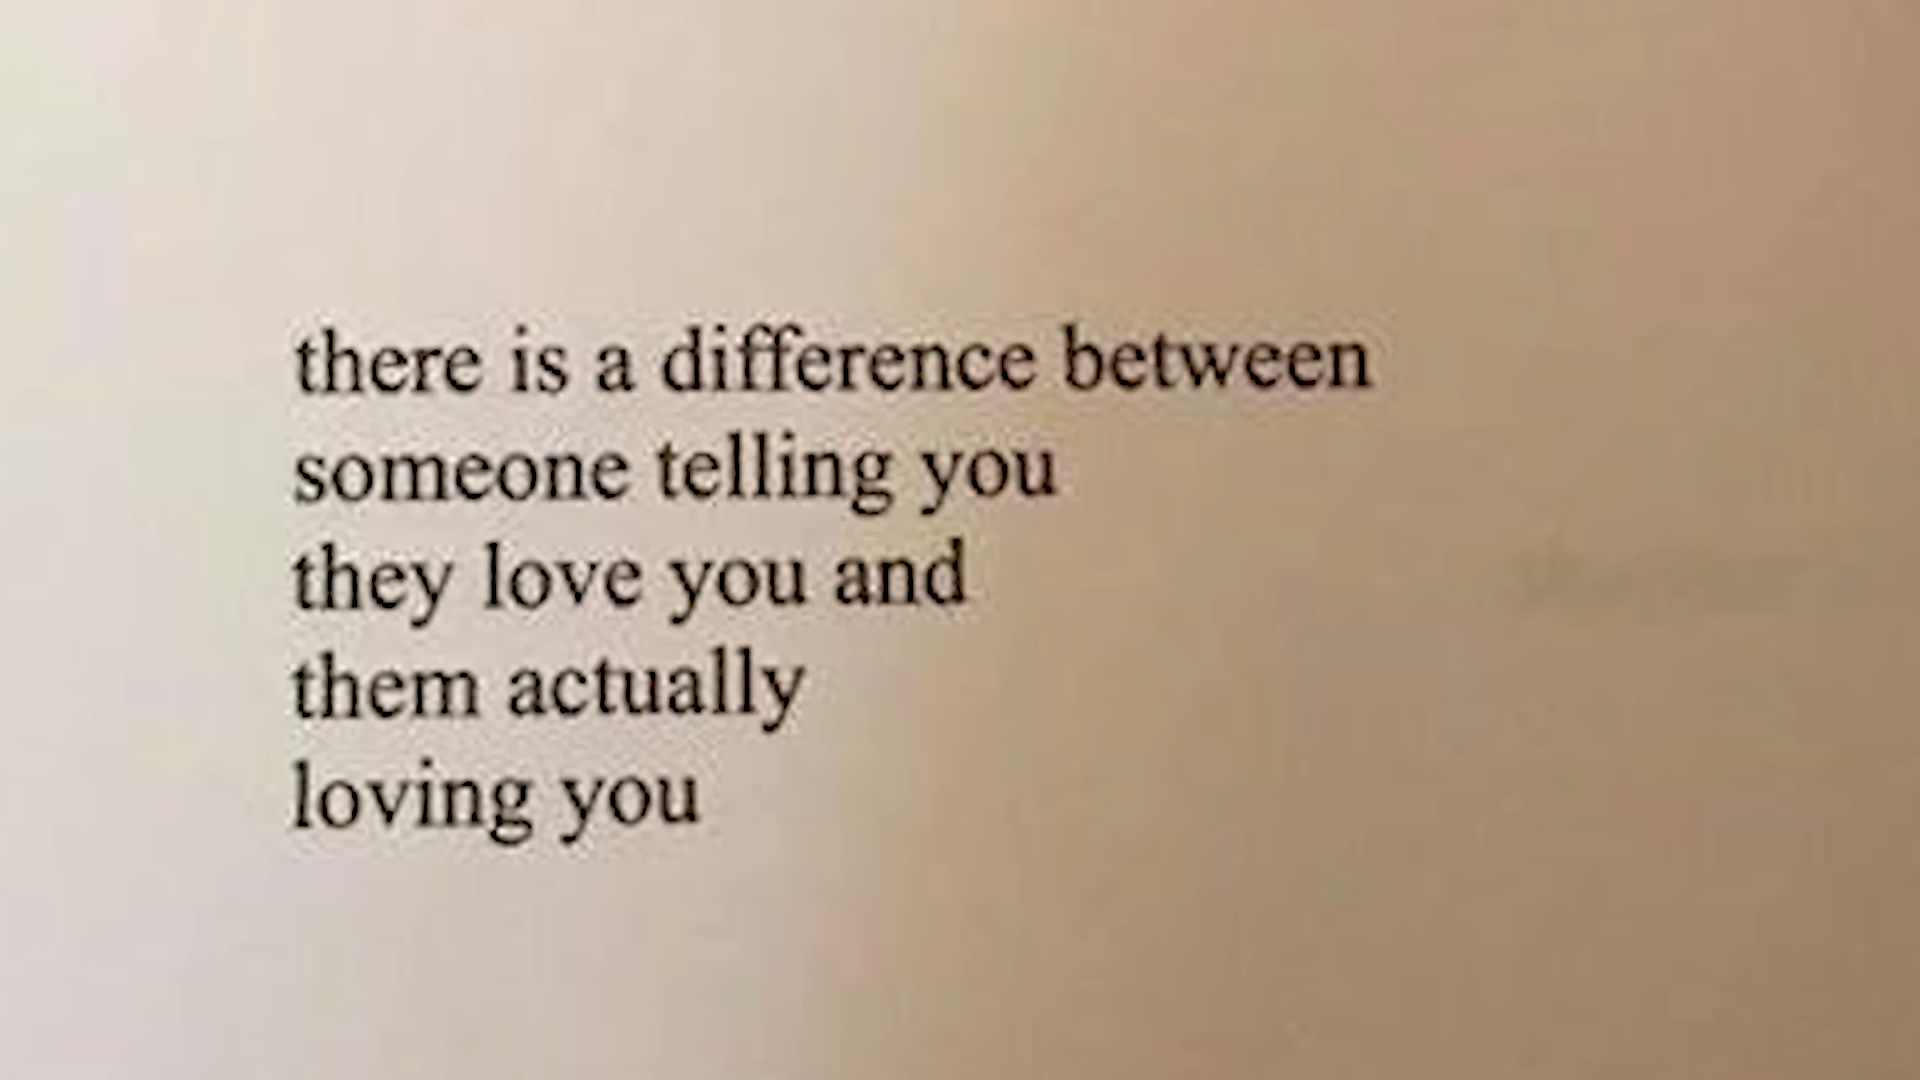 there is a difference between
someone telling you
they love you and
them actually
loving you